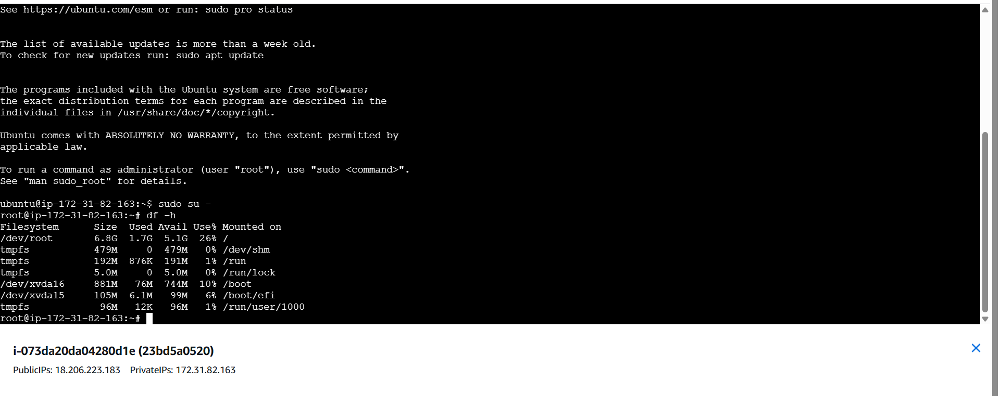 See https://ubuntu.com/esm or run: sudo pro status
The list of available updates is more than a week old.
To check for new updates run: sudo apt update
The programs included with the Ubuntu system are free software;
the exact distribution terms for each program are described in the
individual files in /usr/share/doc/*/copyright.
Ubuntu comes with ABSOLUTELY NO WARRANTY, to the extent permitted by
applicable law.
To run a command as administrator (user "root"), use "sudo <command>".
See "man sudo_root" for details.
ubuntu@ip-172-31-82-163:~$ sudo su -
root@ip-172-31-82-163:~# df -h
Filesystem      Size  Used Avail Use% Mounted on
/dev/root       6.8G  1.7G  5.1G  26% /
tmpfs           479M     0  479M   0% /dev/shm
tmpfs           192M  876K  191M   1% /run
tmpfs           5.0M     0  5.0M   0% /run/lock
/dev/xvda16     881M   76M  744M  10% /boot
/dev/xvda15     105M  6.1M   99M   6% /boot/efi
tmpfs            96M   12K   96M   1% /run/user/1000
root@ip-172-31-82-163:~#
i-073da20da04280d1e (23bd5a0520)
PublicIPs: 18.206.223.183    PrivateIPs: 172.31.82.163